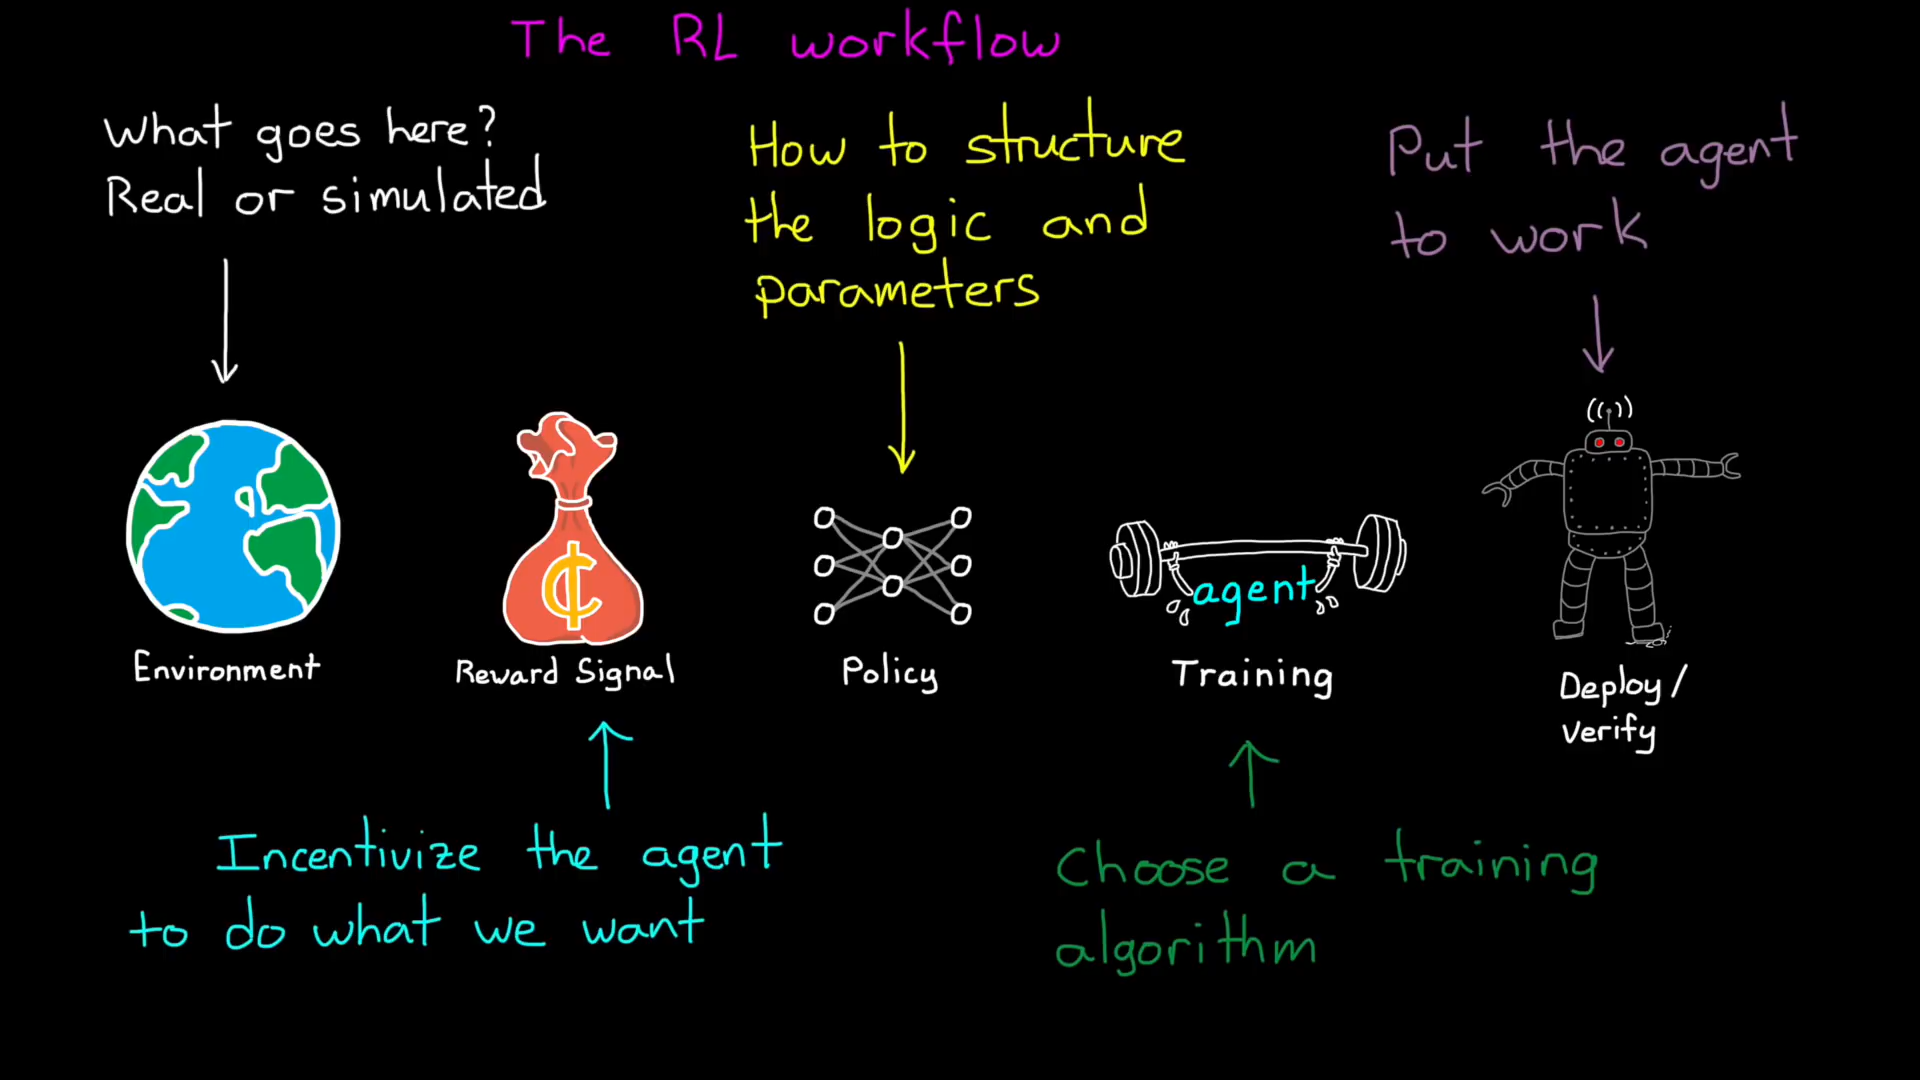 The RL workflow
What goes here?
Real or simulated
How to structure
the logic and
parameters
Put the agent
to work
₵
agent
Environment
Reward Signal
Policy
Training
Deploy/
Verify
Incentivize the agent
to do what we want
Choose a training
algorithm